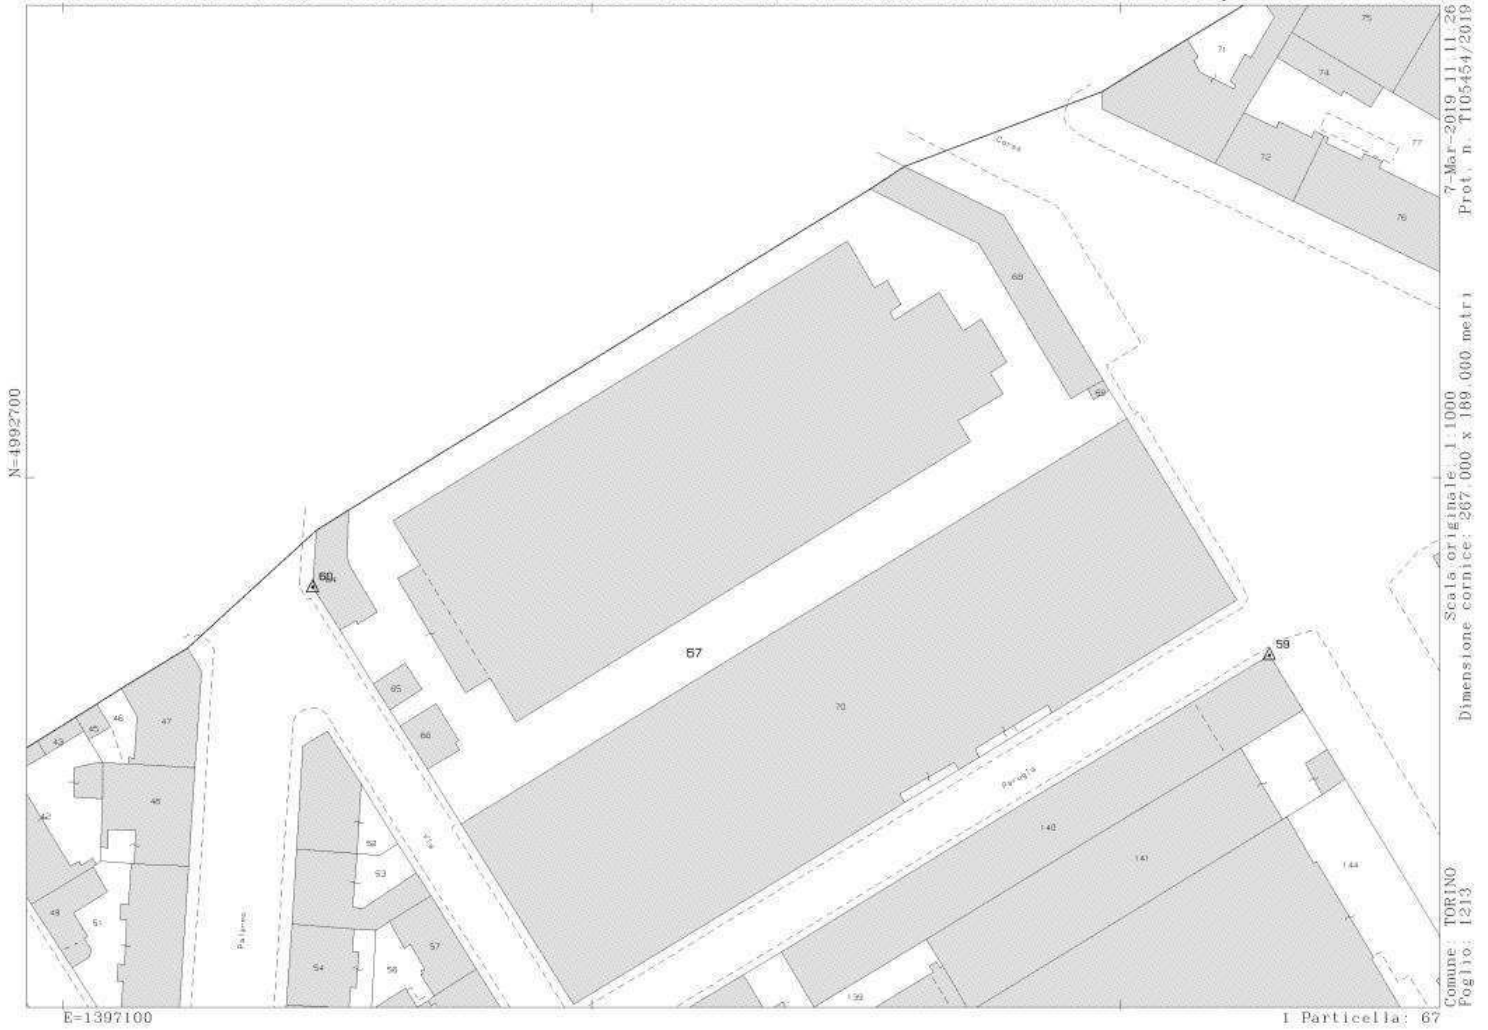 7-Mar-2019 11:11:26
Prot. n. T105454/2019
Scala originale: 1:1000
Dimensione cornice: 267.000 x 189.000 metri
Comune: TORINO
Foglio: 1213
N=4992700
E=1397100
1 Particella: 67
75
71
74
77
72
76
Corso
68
60
59
67
65
66
70
47
46
45
43
48
42
49
51
52
53
54
56
57
Via
Palermo
Perugia
140
141
144
139